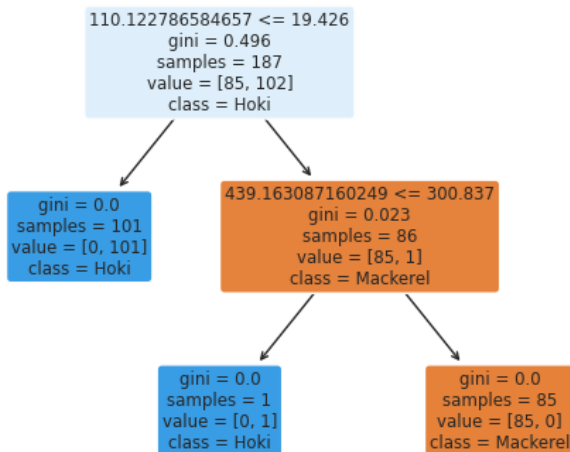 110.122786584657 <= 19.426
gini = 0.496
samples = 187
value = [85, 102]
class = Hoki
gini = 0.0
samples = 101
value = [0, 101]
class = Hoki
439.163087160249 <= 300.837
gini = 0.023
samples = 86
value = [85, 1]
class = Mackerel
gini = 0.0
samples = 1
value = [0, 1]
class = Hoki
gini = 0.0
samples = 85
value = [85, 0]
class = Mackerel